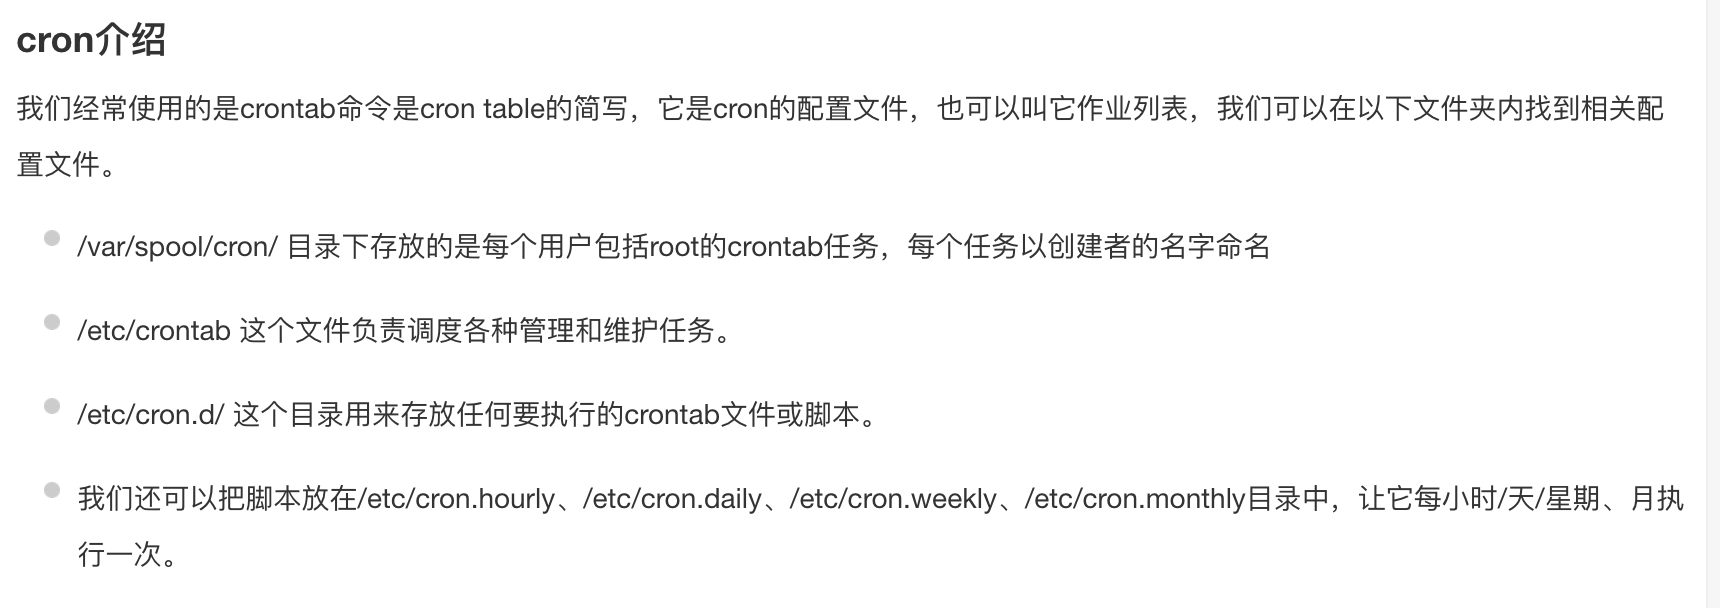 cron介绍
我们经常使用的是crontab命令是cron table的简写，它是cron的配置文件，也可以叫它作业列表，我们可以在以下文件夹内找到相关配
置文件。
/var/spool/cron/ 目录下存放的是每个用户包括root的crontab任务，每个任务以创建者的名字命名
/etc/crontab 这个文件负责调度各种管理和维护任务。
/etc/cron.d/ 这个目录用来存放任何要执行的crontab文件或脚本。
我们还可以把脚本放在/etc/cron.hourly、/etc/cron.daily、/etc/cron.weekly、/etc/cron.monthly目录中，让它每小时/天/星期、月执
行一次。